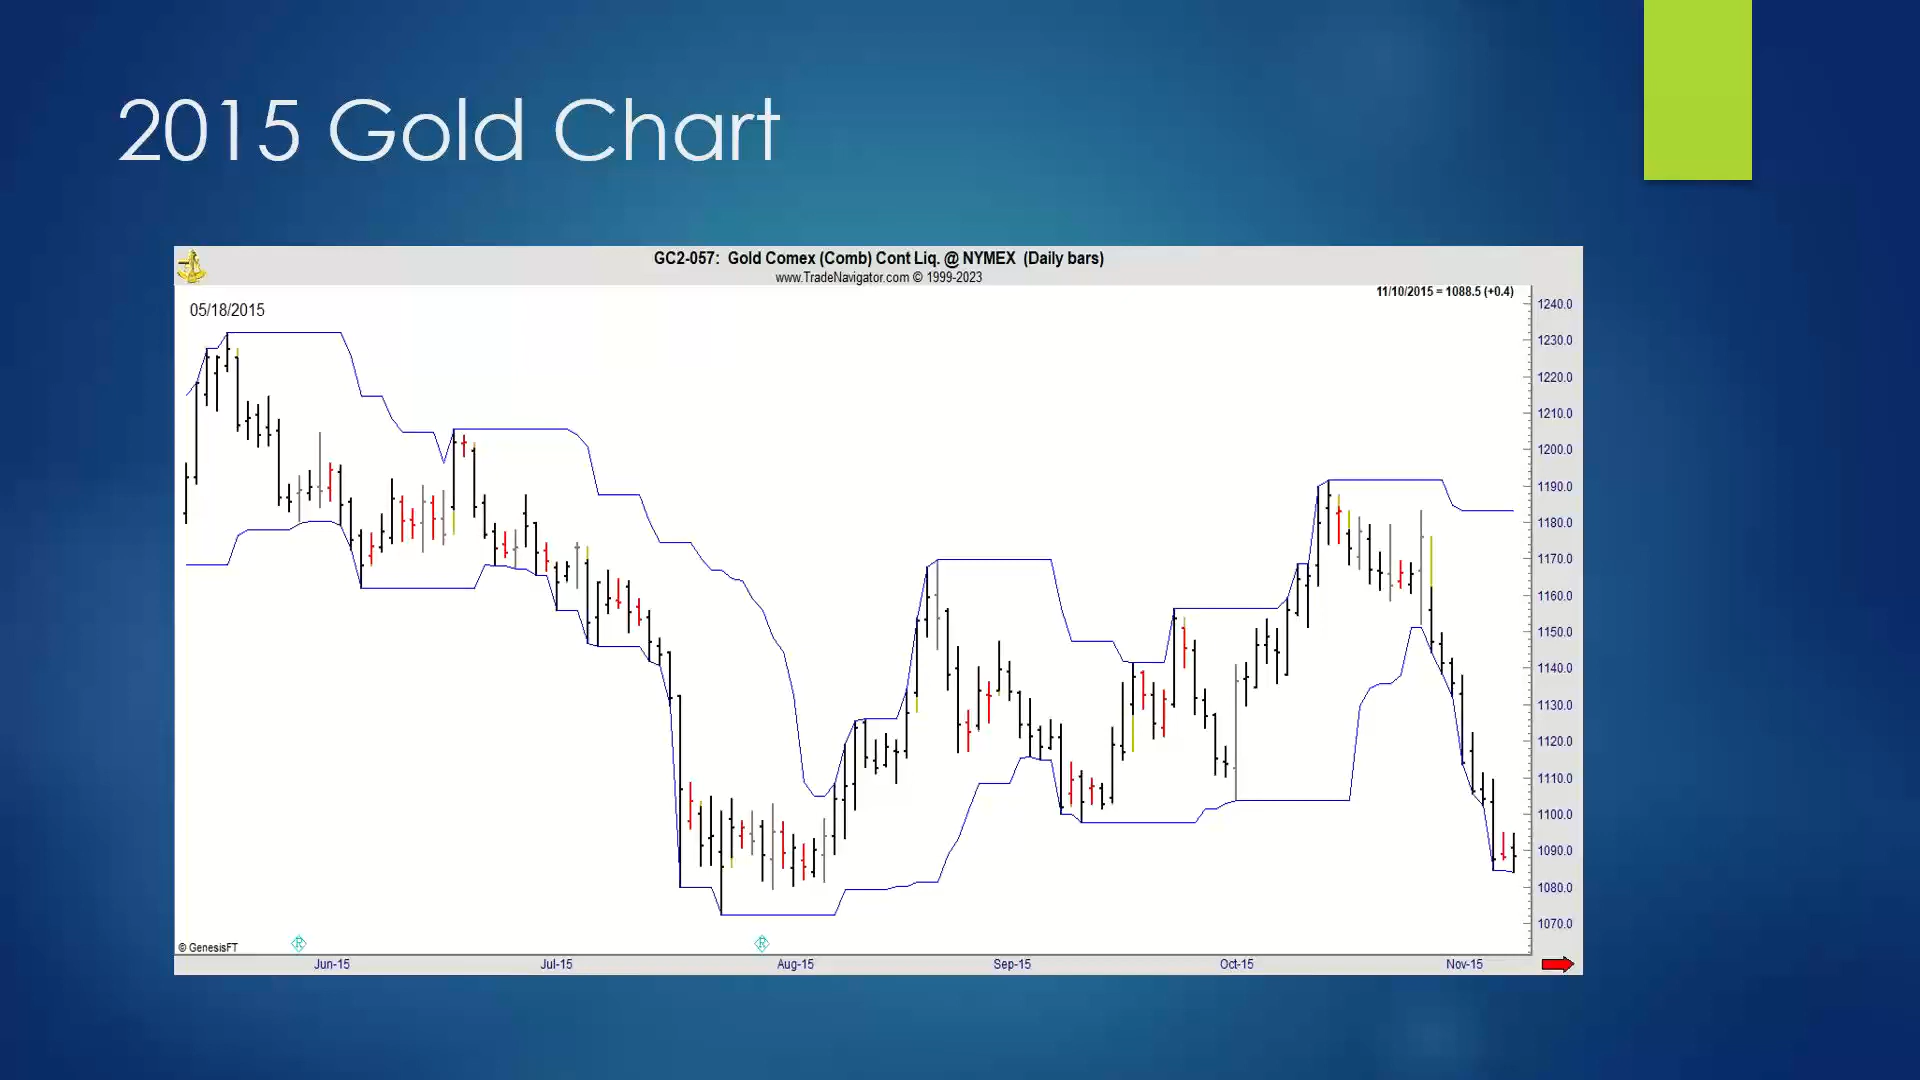 2015 Gold Chart
GC2-057: Gold Comex (Comb) Cont Liq. @ NYMEX (Daily bars)
www.TradeNavigator.com © 1999-2023
11/10/2015 = 1088.5 (+0.4)
05/18/2015
1240.0
1230.0
1220.0
1210.0
1200.0
1190.0
1180.0
1170.0
1160.0
1150.0
1140.0
1130.0
1120.0
1110.0
1100.0
1090.0
1080.0
1070.0
R R
© GenesisFT
Jun-15 Jul-15 Aug-15 Sep-15 Oct-15 Nov-15